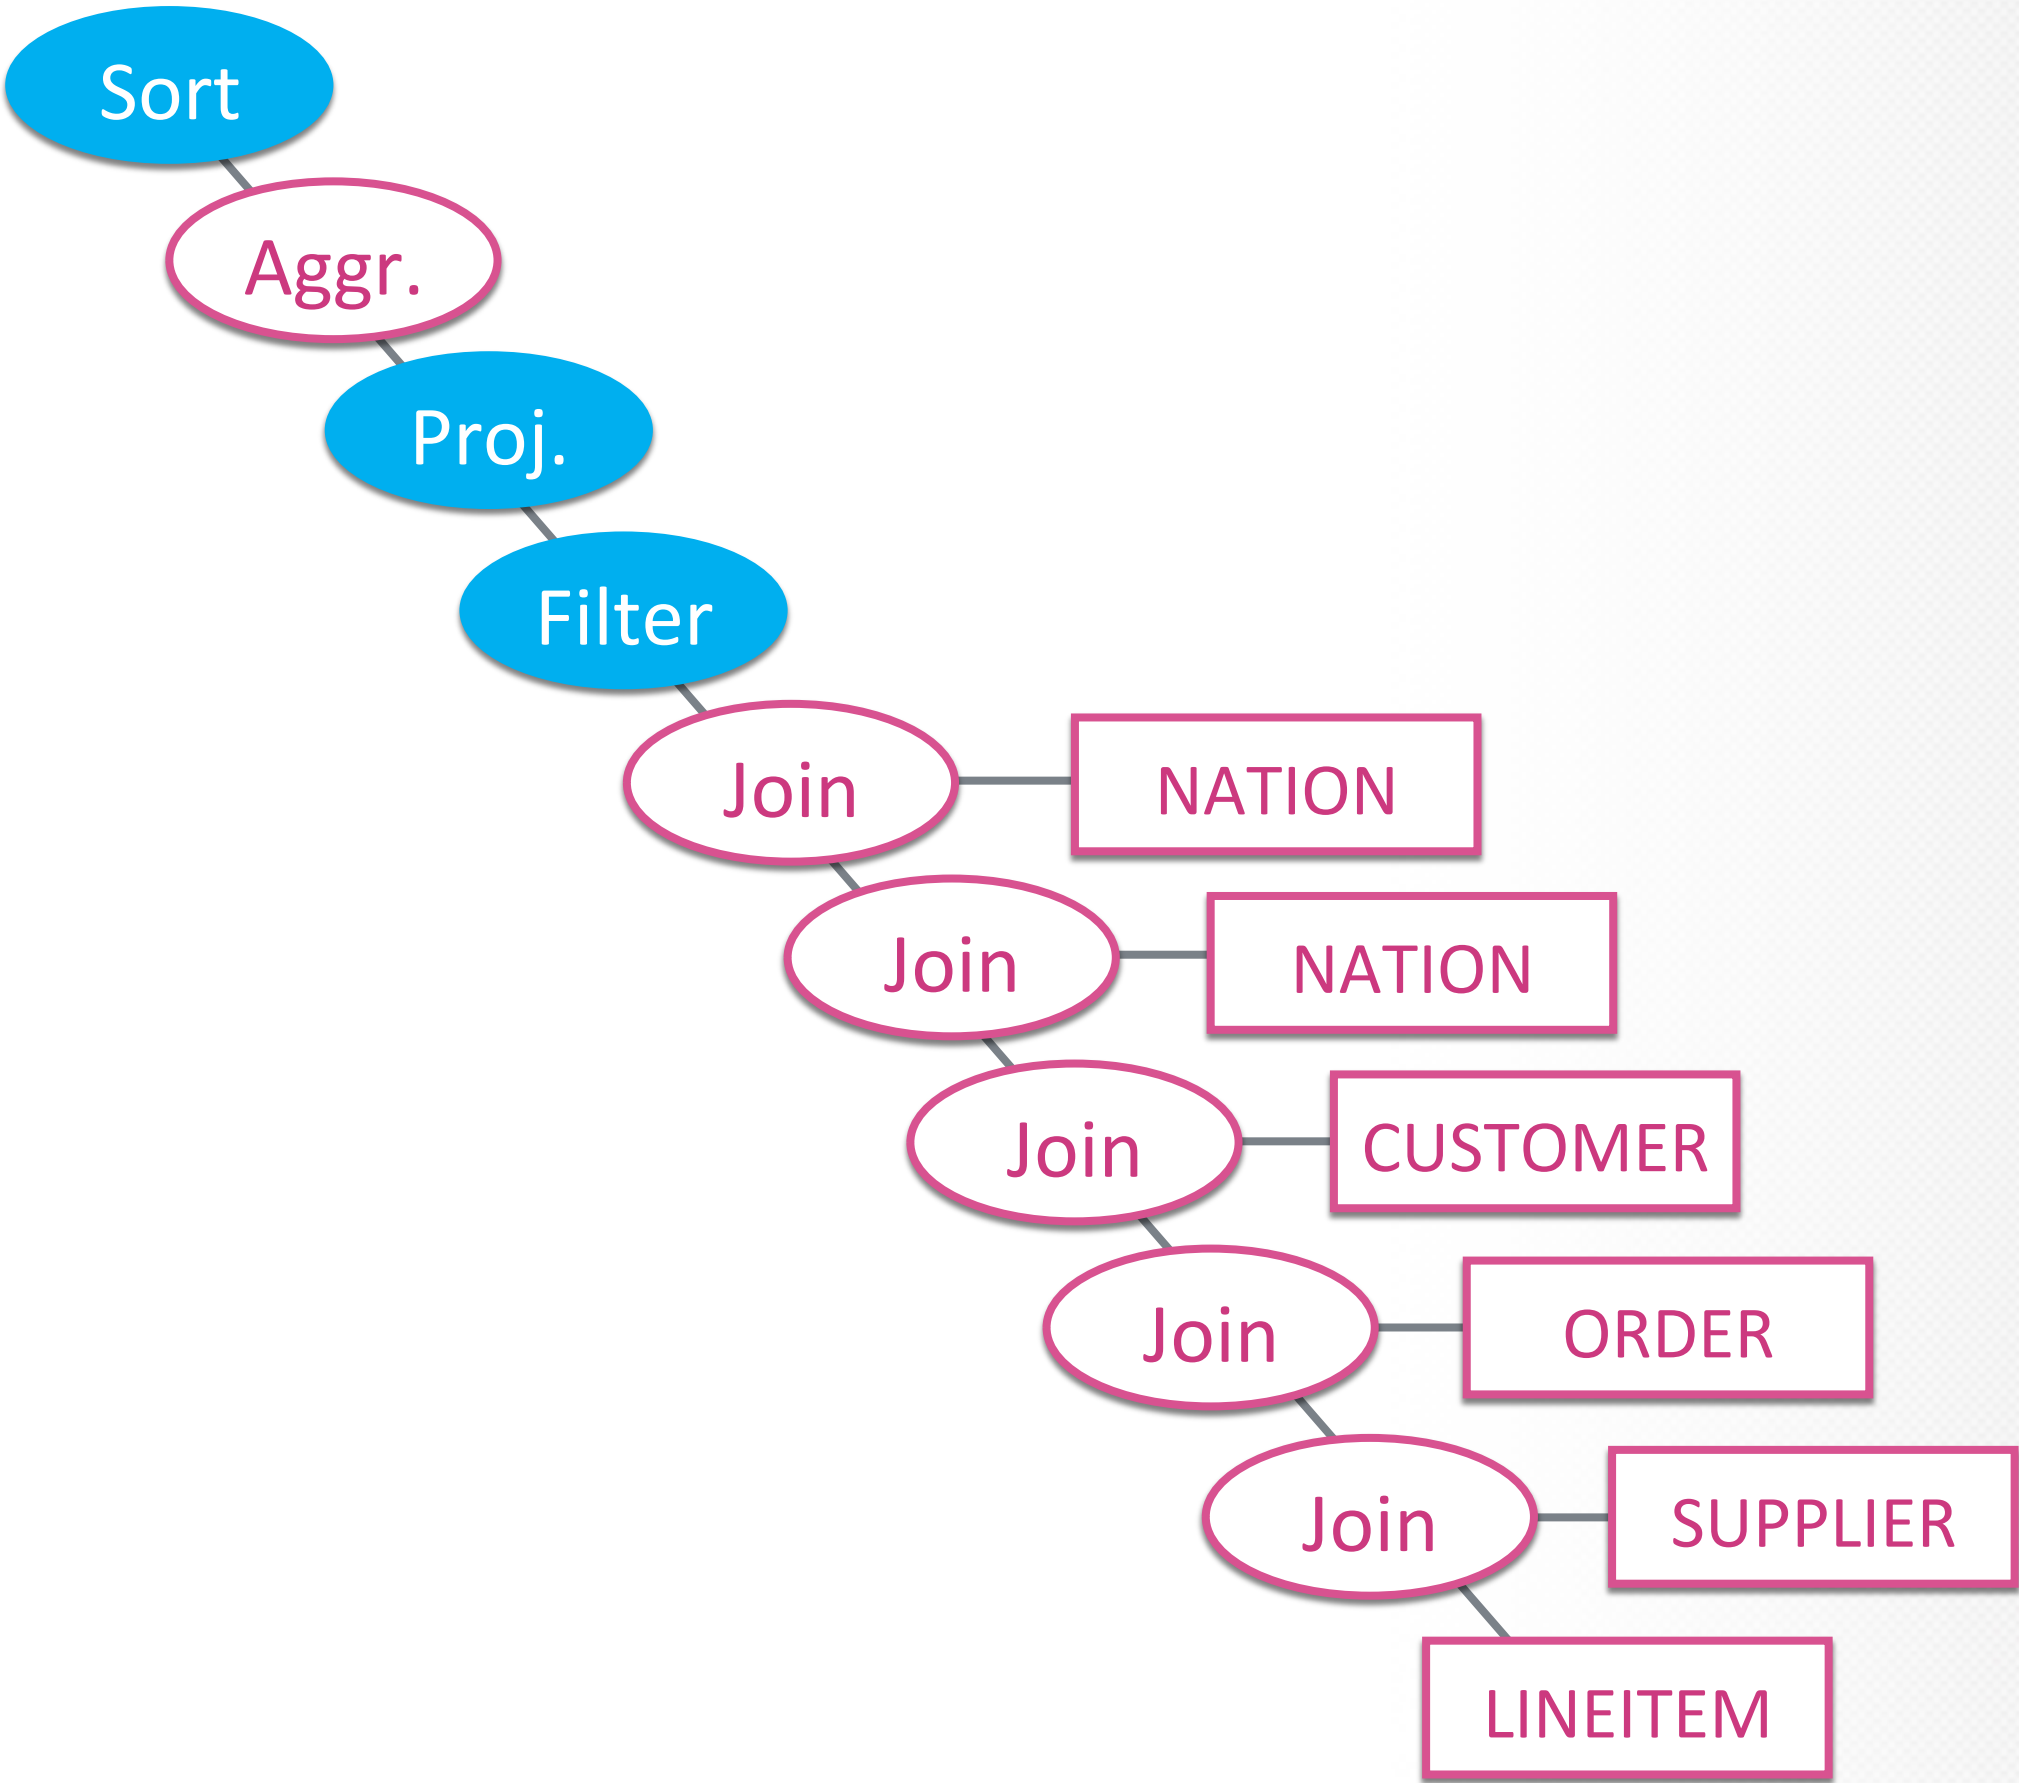 Sort
Aggr.
Proj.
Filter
Join
NATION
Join
NATION
Join
CUSTOMER
Join
ORDER
Join
SUPPLIER
LINEITEM